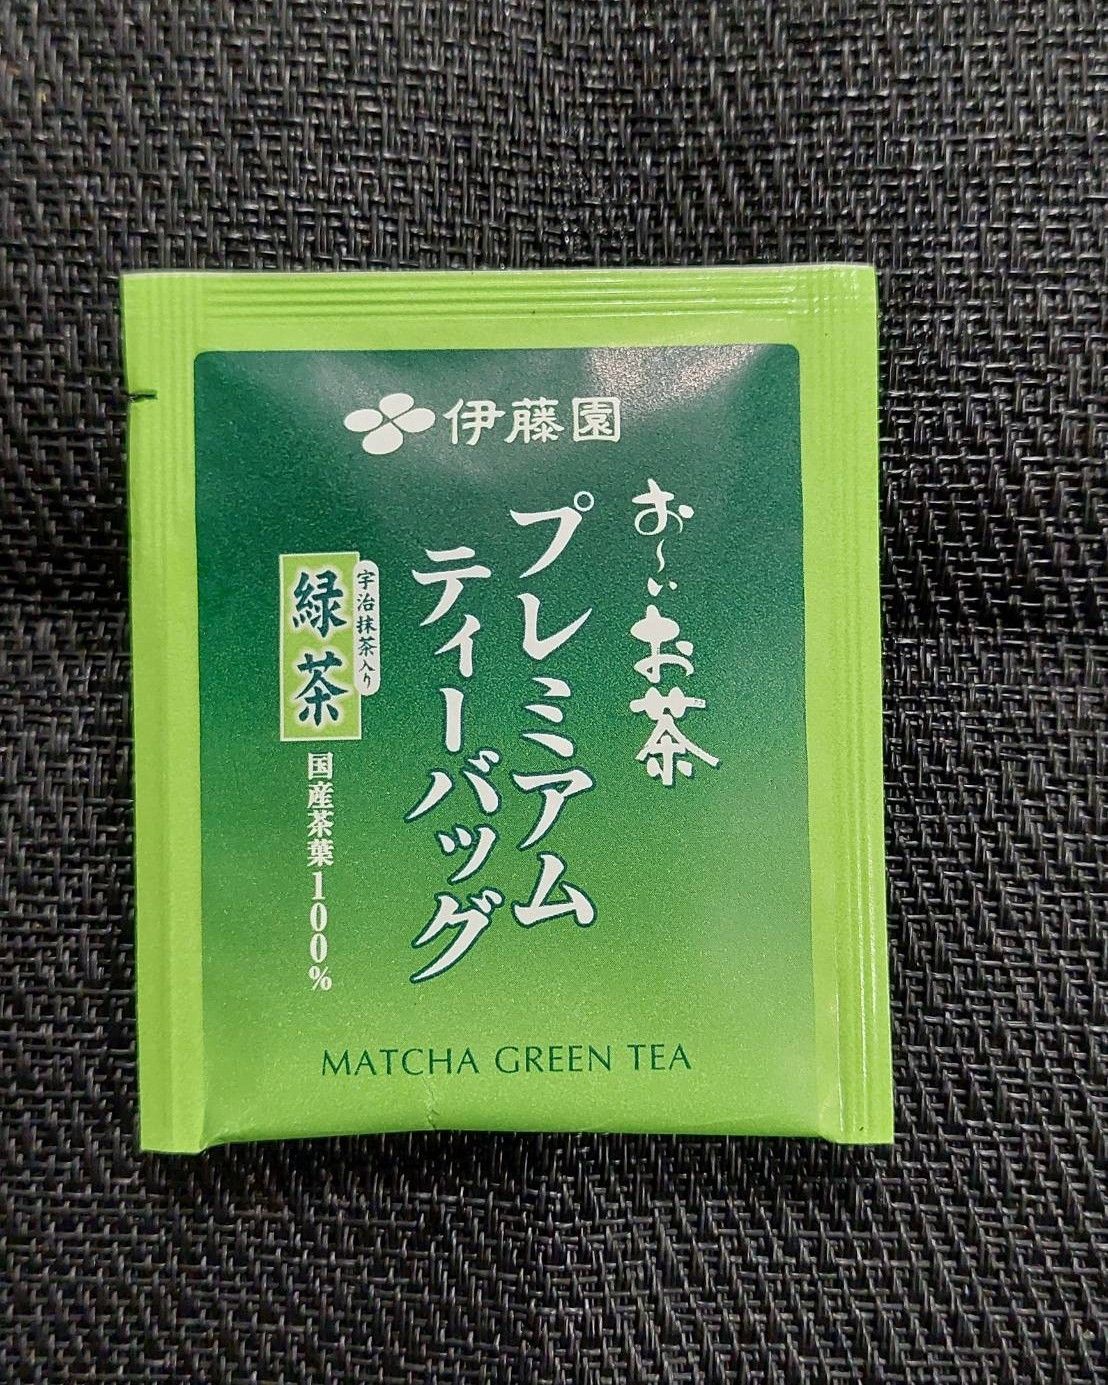 伊藤園
お～いお茶
プレミアム
ティーバッグ
宇治抹茶入り
緑茶
国産茶葉100%
MATCHA GREEN TEA